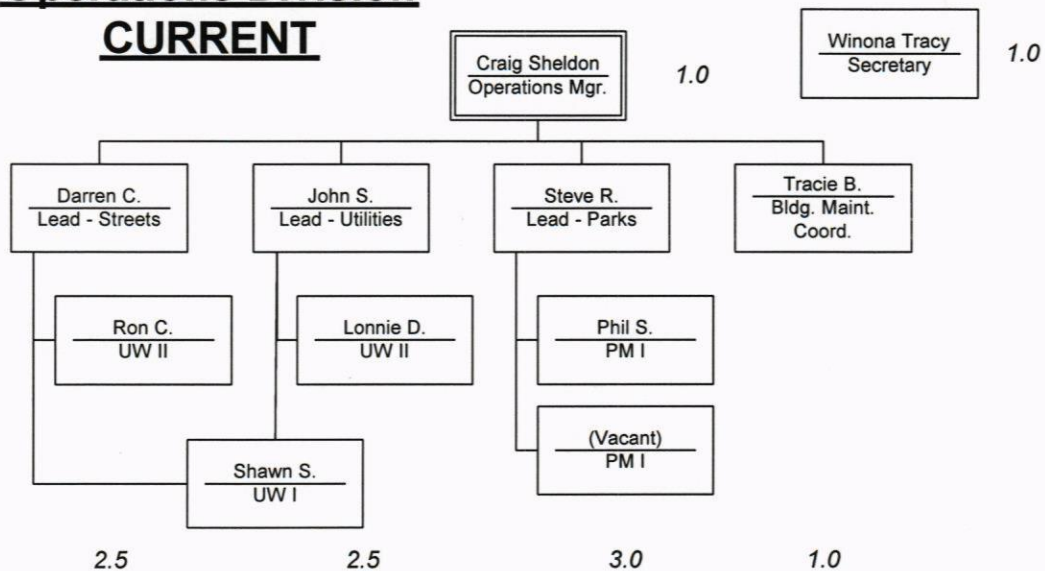 CURRENT
Craig Sheldon
Operations Mgr.
1.0
Winona Tracy
Secretary
1.0
Darren C.
Lead - Streets
John S.
Lead - Utilities
Steve R.
Lead - Parks
Tracie B.
Bldg. Maint.
Coord.
Ron C.
UW II
Lonnie D.
UW II
Phil S.
PM I
Shawn S.
UW I
(Vacant)
PM I
2.5
2.5
3.0
1.0